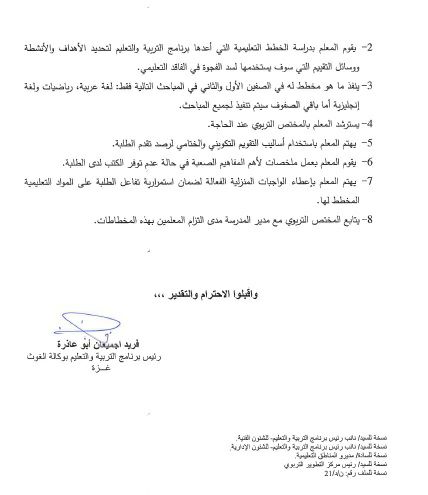 2- يقوم المعلم بدراسة الخطط التعليمية التي أعدها برنامج التربية والتعليم لتحديد الأهداف والأنشطة
ووسائل التقييم التي سوف يستخدمها لسد الفجوة في الفاقد التعليمي.
3- ينفذ ما هو مخطط له في الصفين الأول والثاني في المباحث التالية فقط: لغة عربية، رياضيات ولغة
إنجليزية أما باقي الصفوف سيتم تنفيذ لجميع المباحث.
4- يسترشد المعلم بالمختص التربوي عند الحاجة.
5- يهتم المعلم باستخدام أساليب التقويم التكويني والختامي لرصد تقدم الطلبة.
6- يقوم المعلم بعمل ملخصات لأهم المفاهيم الصعبة في حالة عدم توفر الكتب لدى الطلبة.
7- يهتم المعلم بإعطاء الواجبات المنزلية الفعالة لضمان استمرارية تفاعل الطلبة على المواد التعليمية
المخطط لها.
8- يتابع المختص التربوي مع مدير المدرسة مدى التزام المعلمين بهذه المخططات.
واقبلوا الاحترام والتقدير ،،،
فريد اجميعان أبو عاذرة
رئيس برنامج التربية والتعليم بوكالة الغوث
غـزة
نسخة للسيد/ نائب رئيس برنامج التربية والتعليم- للشئون الفنية.
نسخة للسيد/ نائب رئيس برنامج التربية والتعليم- للشئون الإدارية.
نسخة للسادة/ مديرو المناطق التعليمية.
نسخة للسيد/ رئيس مركز التطوير التربوي
نسخة للملف رقم: ن/د/21